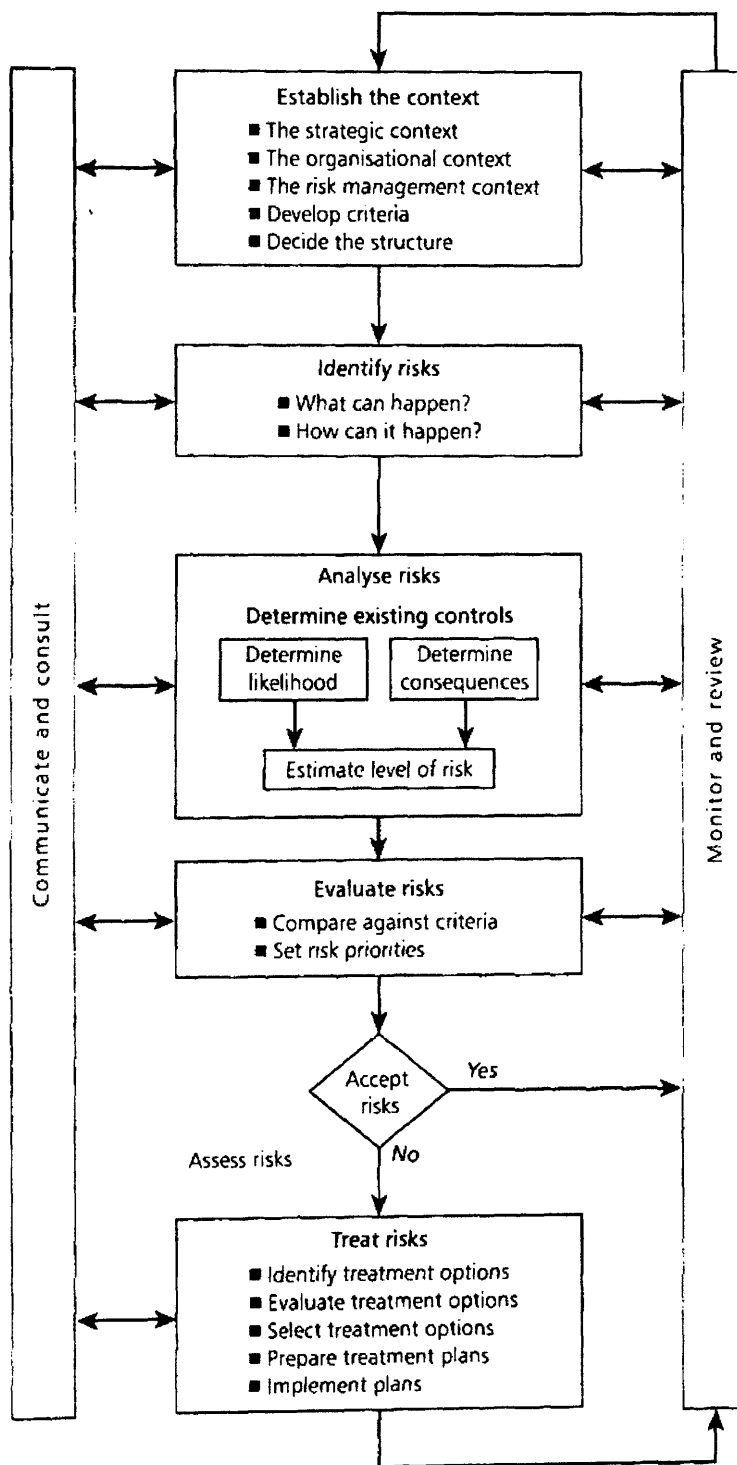 Establish the context
■ The strategic context
■ The organisational context
■ The risk management context
■ Develop criteria
■ Decide the structure
Identify risks
■ What can happen?
■ How can it happen?
Analyse risks
Determine existing controls
Determine
likelihood
Determine
consequences
Estimate level of risk
Evaluate risks
■ Compare against criteria
■ Set risk priorities
Accept
risks
Yes
No
Assess risks
Treat risks
■ Identify treatment options
■ Evaluate treatment options
■ Select treatment options
■ Prepare treatment plans
■ Implement plans
Communicate and consult
Monitor and review